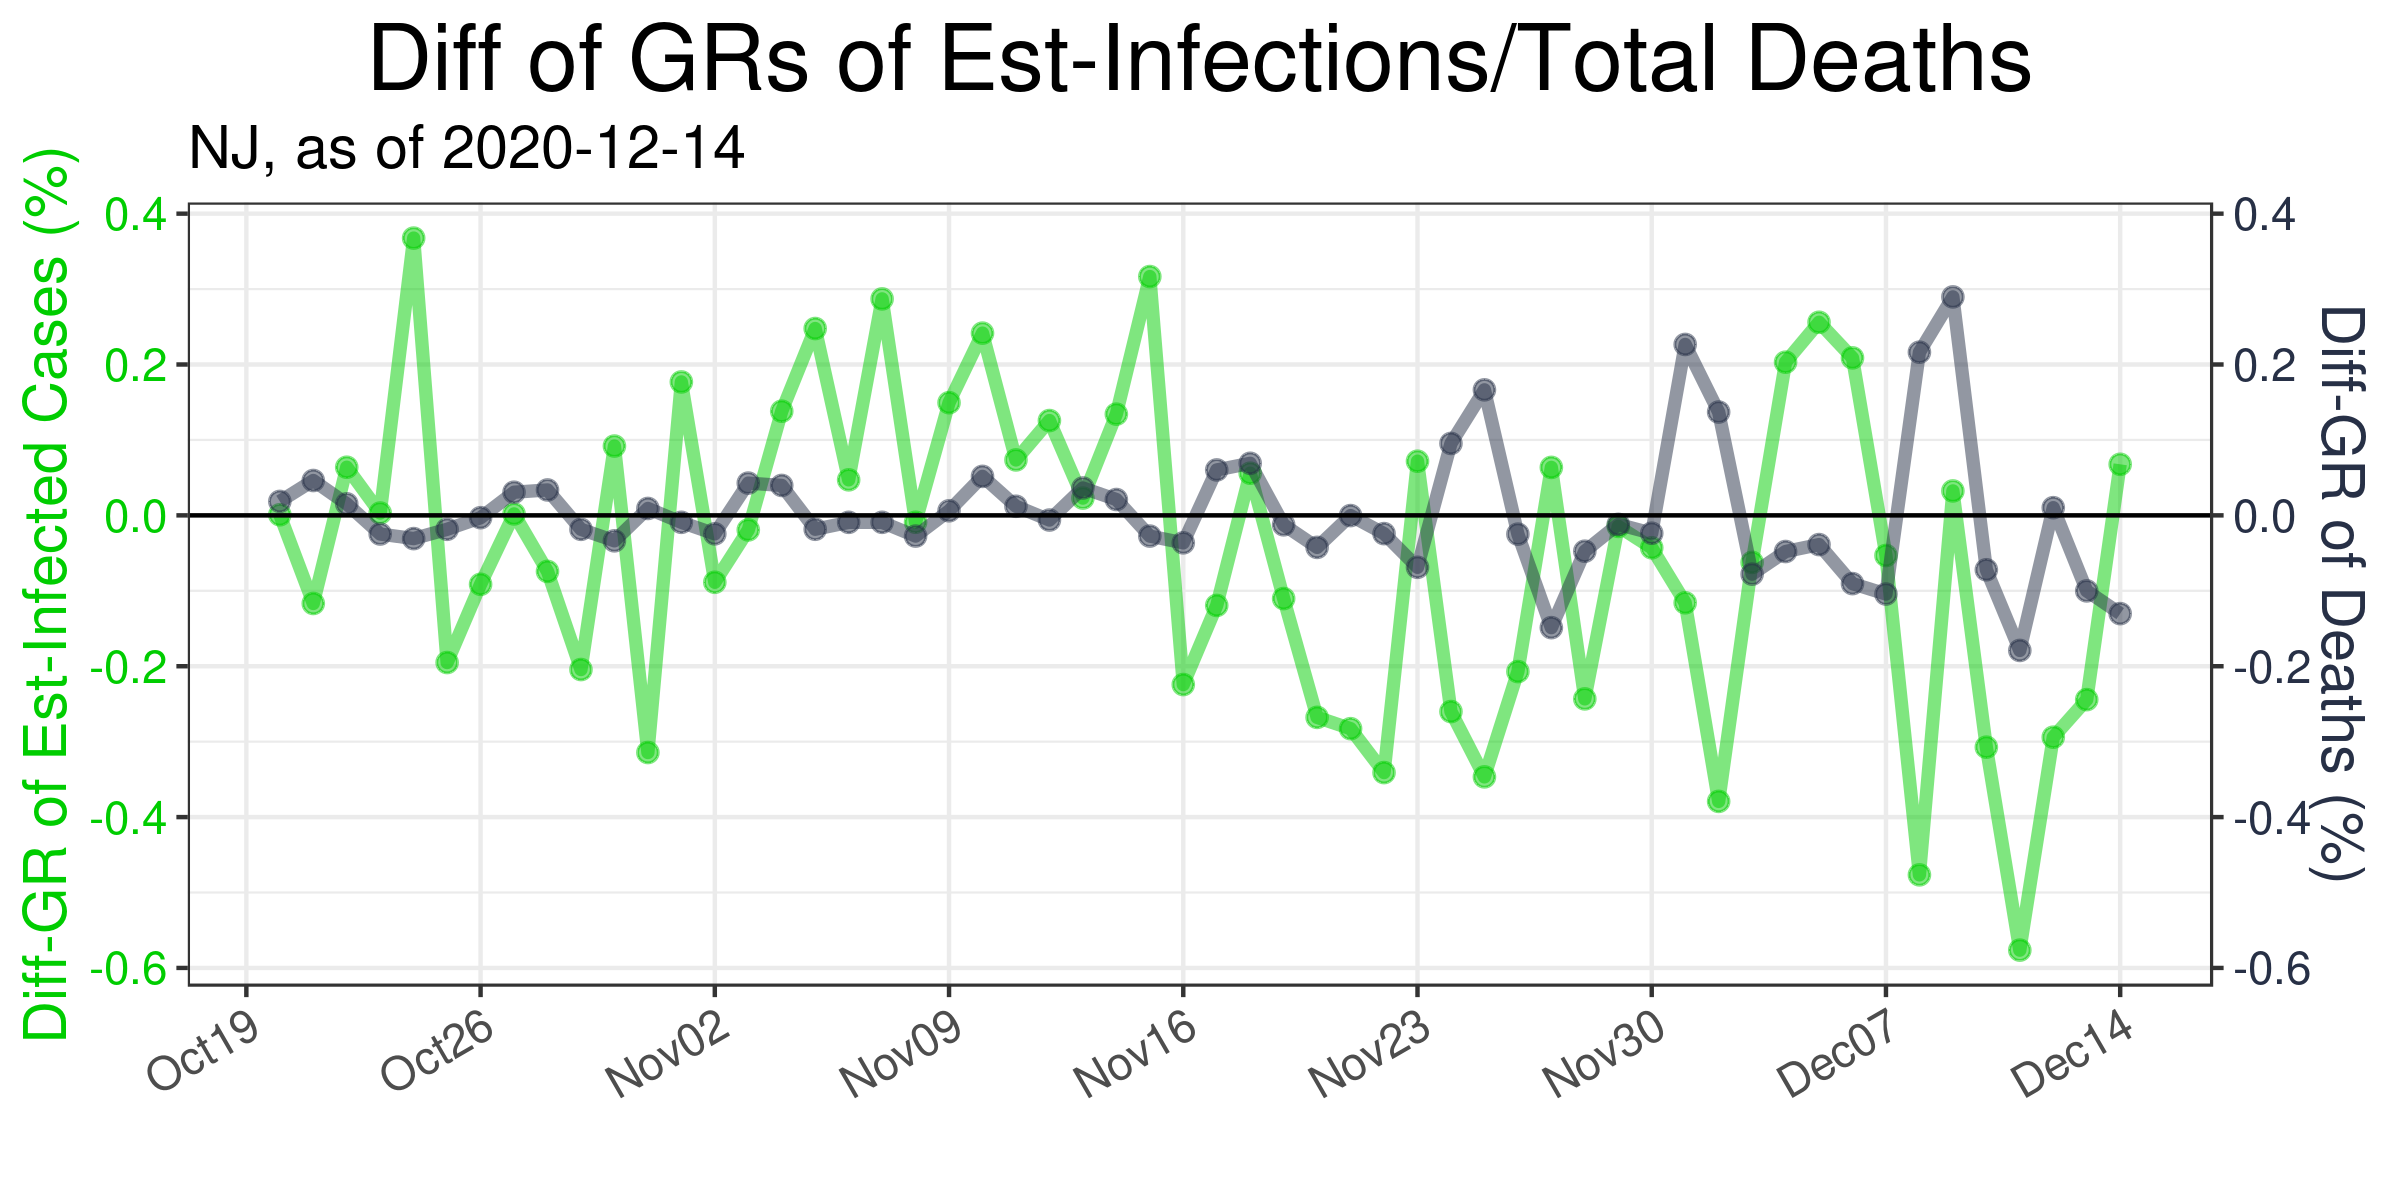 Diff of GRs of Est-Infections/Total Deaths
NJ, as of 2020-12-14
Diff-GR of Est-Infected Cases (%)
0.4
0.2
0.0
-0.2
-0.4
-0.6
0.4
0.2
0.0
-0.2
-0.4
-0.6
Diff-GR of Deaths (%)
Oct19
Oct26
Nov02
Nov09
Nov16
Nov23
Nov30
Dec07
Dec14